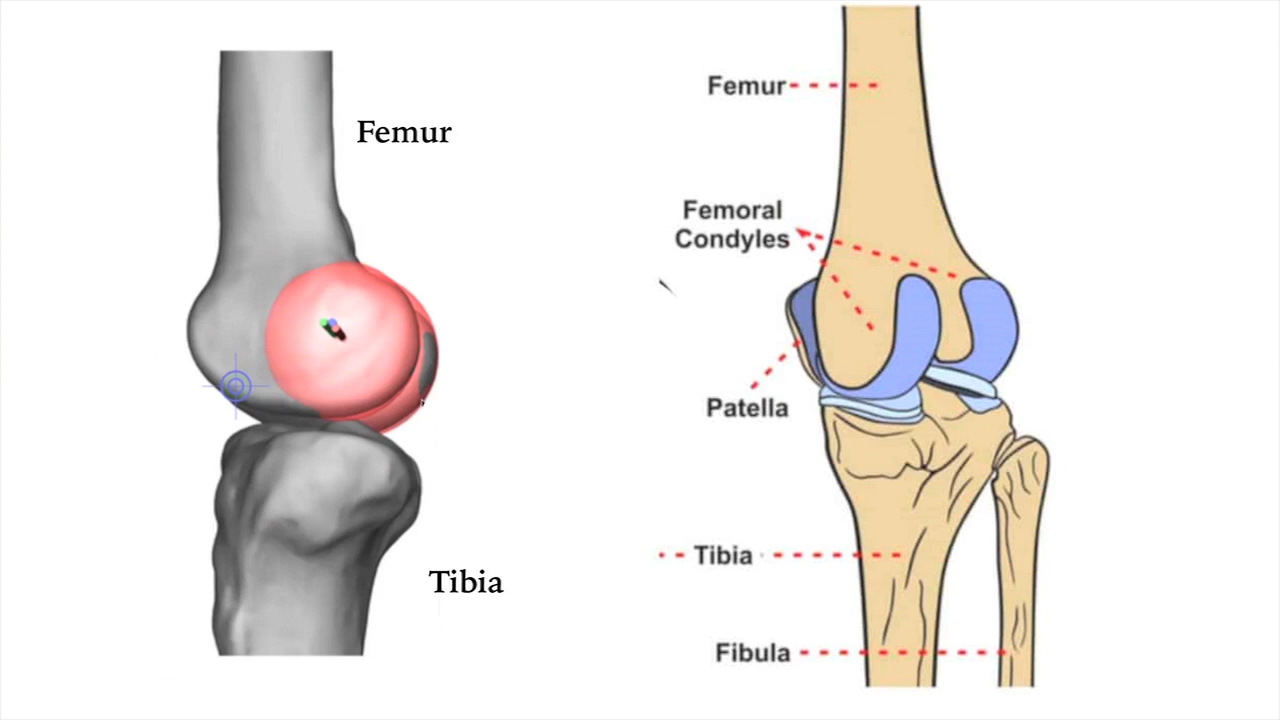 Femur
Tibia
Femur
Femoral
Condyles
Patella
Tibia
Fibula